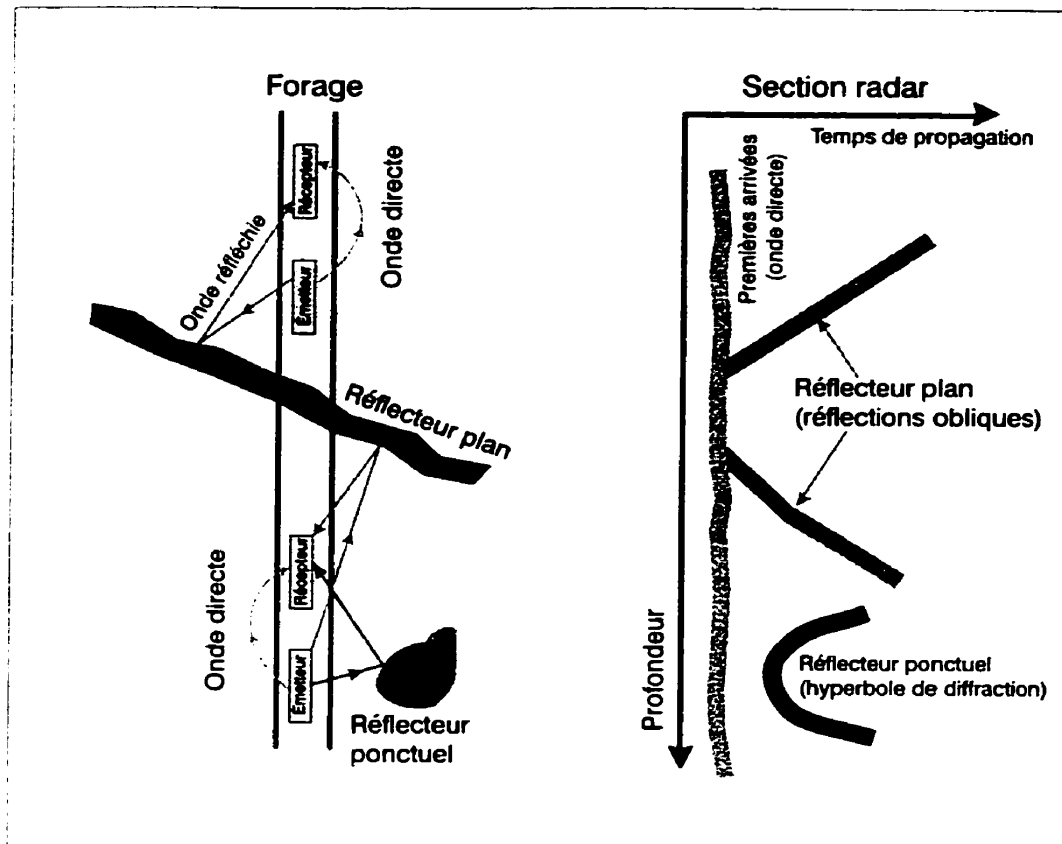 Forage
Récepteur
Onde directe
Onde réfléchie
Émetteur
Réflecteur plan
Récepteur
Onde directe
Émetteur
Réflecteur
ponctuel
Section radar
Temps de propagation
Premières arrivées
(onde directe)
Réflecteur plan
(réflections obliques)
Profondeur
Réflecteur ponctuel
(hyperbole de diffraction)